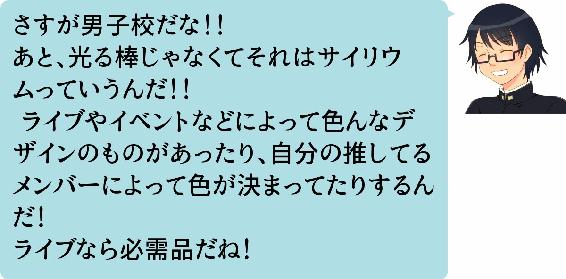 さすが男子校だな！！
あと、光る棒じゃなくてそれはサイリウ
ムっていうんだ！！
ライブやイベントなどによって色んなデ
ザインのものがあったり、自分の推してる
メンバーによって色が決まってたりするん
だ！
ライブなら必需品だね！